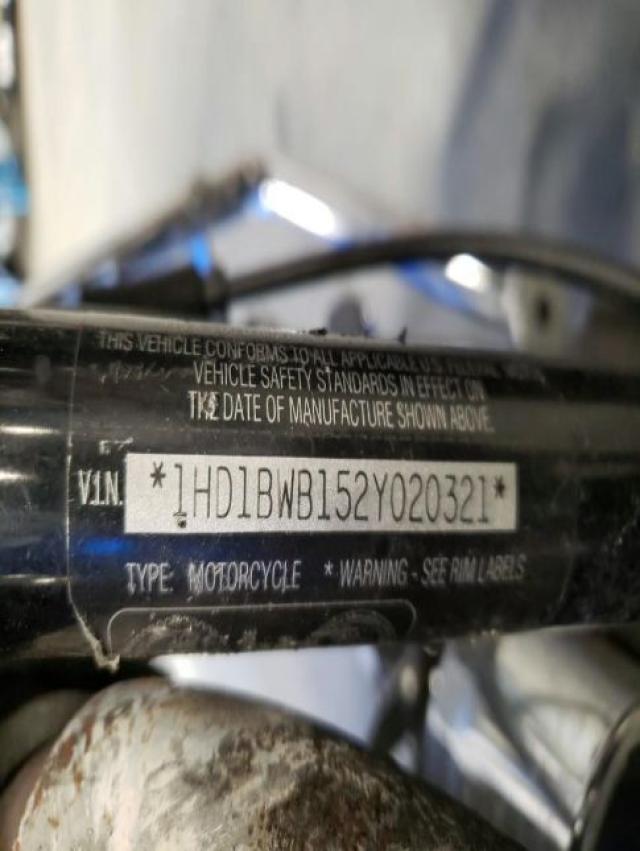 THIS VEHICLE CONFORMS TO ALL APPLICABLE U.S. FEDERAL MOTOR
VEHICLE SAFETY STANDARDS IN EFFECT ON
THE DATE OF MANUFACTURE SHOWN ABOVE.
V.I.N. *1HD1BWB152Y020321*
TYPE: MOTORCYCLE * WARNING - SEE RIM LABELS